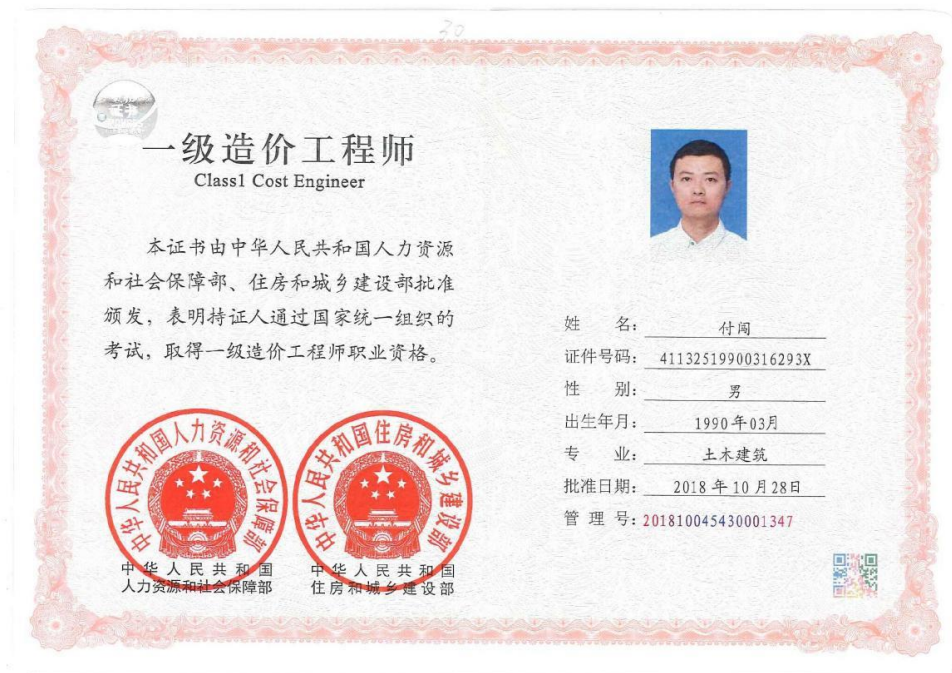 30
一级造价工程师
Class1 Cost Engineer
本证书由中华人民共和国人力资源
和社会保障部、住房和城乡建设部批准
颁发，表明持证人通过国家统一组织的
考试，取得一级造价工程师职业资格。
中华人民共和国人力资源和社会保障部
中华人民共和国
人力资源和社会保障部
中华人民共和国住房和城乡建设部
中华人民共和国
住房和城乡建设部
姓 名： 付闯
证件号码： 41132519900316293X
性 别： 男
出生年月： 1990年03月
专 业： 土木建筑
批准日期： 2018年10月28日
管 理 号：201810045430001347